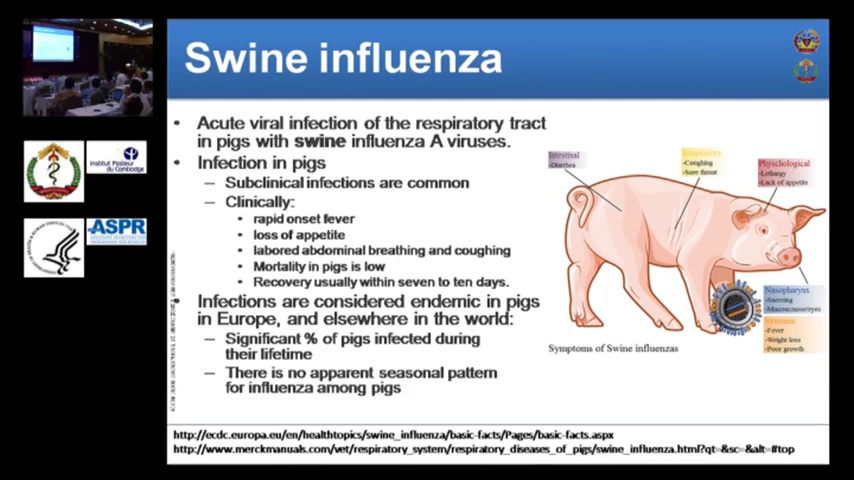 Swine influenza
Acute viral infection of the respiratory tract
in pigs with swine influenza A viruses.
Infection in pigs
– Subclinical infections are common
– Clinically:
rapid onset fever
loss of appetite
labored abdominal breathing and coughing
Mortality in pigs is low
Recovery usually within seven to ten days.
Infections are considered endemic in pigs
in Europe, and elsewhere in the world:
– Significant % of pigs infected during
their lifetime
– There is no apparent seasonal pattern
for influenza among pigs
Intestinal
-Diarrhea
Respiratory
-Coughing
-Sore throat
Physchological
-Lethargy
-Lack of appetite
Nasopharynx
-Sneezing
-Mucus:nose/eyes
Systemic
-Fever
-Weight loss
-Poor growth
Symptoms of Swine influenzas
http://ecdc.europa.eu/en/healthtopics/swine_influenza/basic-facts/Pages/basic-facts.aspx
http://www.merckmanuals.com/vet/respiratory_system/respiratory_diseases_of_pigs/swine_influenza.html?qt=&sc=&alt=#top
Institut Pasteur
du Cambodge
ASPR